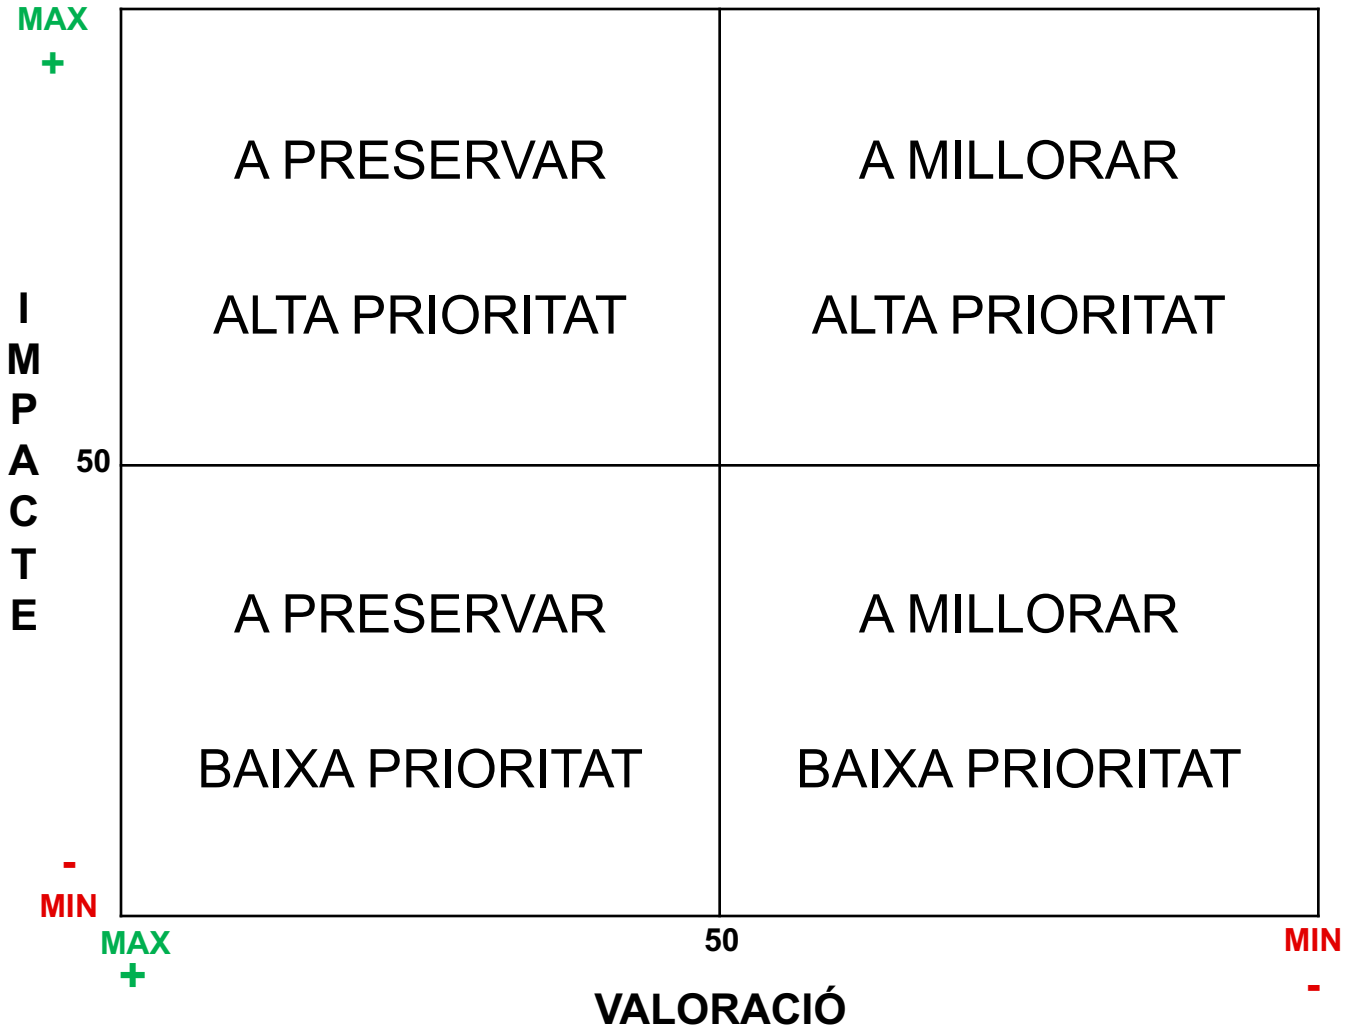 MAX
+
A PRESERVAR
A MILLORAR
ALTA PRIORITAT
ALTA PRIORITAT
I
M
P
A
C
T
E
50
A PRESERVAR
A MILLORAR
BAIXA PRIORITAT
BAIXA PRIORITAT
-
MIN
MAX
+
50
MIN
-
VALORACIÓ